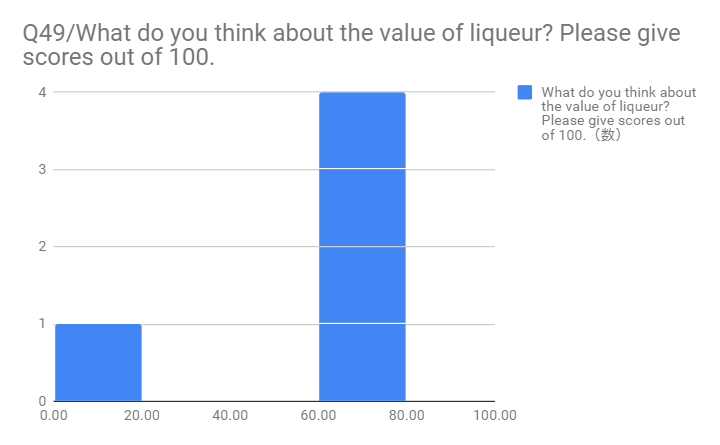 Q49/What do you think about the value of liqueur? Please give
scores out of 100.
4
3
2
1
0
0.00 20.00 40.00 60.00 80.00 100.00
What do you think about
the value of liqueur?
Please give scores out
of 100.（数）